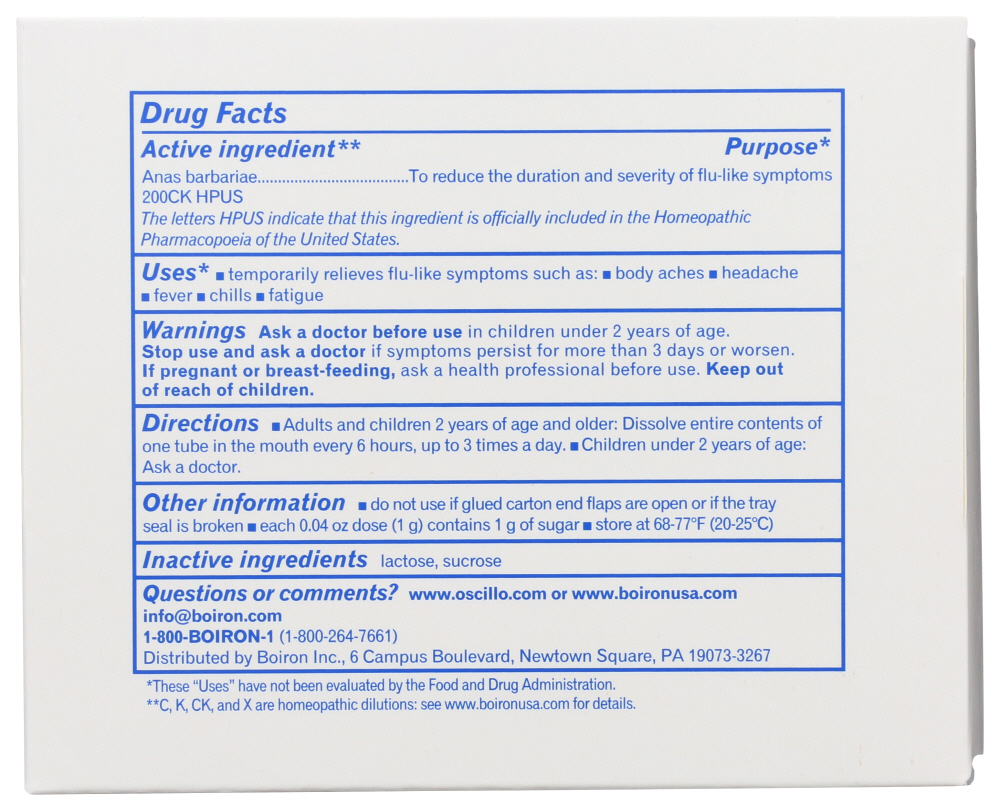 Drug Facts
Active ingredient** Purpose*
Anas barbariae.....................................To reduce the duration and severity of flu-like symptoms
200CK HPUS
The letters HPUS indicate that this ingredient is officially included in the Homeopathic
Pharmacopoeia of the United States.
Uses* ■ temporarily relieves flu-like symptoms such as: ■ body aches ■ headache
■ fever ■ chills ■ fatigue
Warnings Ask a doctor before use in children under 2 years of age.
Stop use and ask a doctor if symptoms persist for more than 3 days or worsen.
If pregnant or breast-feeding, ask a health professional before use. Keep out
of reach of children.
Directions ■ Adults and children 2 years of age and older: Dissolve entire contents of
one tube in the mouth every 6 hours, up to 3 times a day. ■ Children under 2 years of age:
Ask a doctor.
Other information ■ do not use if glued carton end flaps are open or if the tray
seal is broken ■ each 0.04 oz dose (1 g) contains 1 g of sugar ■ store at 68-77°F (20-25°C)
Inactive ingredients lactose, sucrose
Questions or comments? www.oscillo.com or www.boironusa.com
info@boiron.com
1-800-BOIRON-1 (1-800-264-7661)
Distributed by Boiron Inc., 6 Campus Boulevard, Newtown Square, PA 19073-3267
*These “Uses” have not been evaluated by the Food and Drug Administration.
**C, K, CK, and X are homeopathic dilutions: see www.boironusa.com for details.